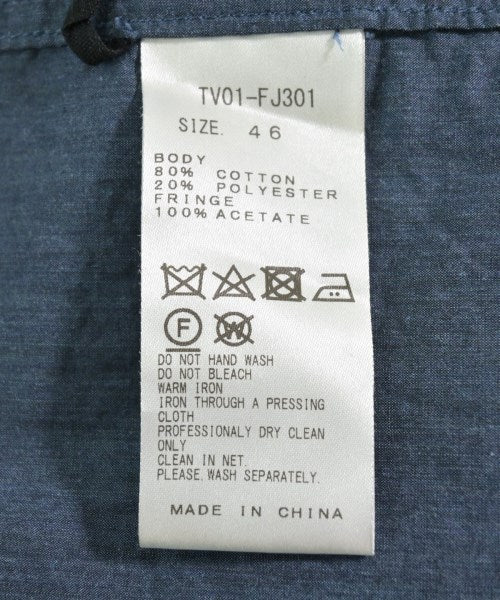 TV01-FJ301
SIZE. 46
BODY
80% COTTON
20% POLYESTER
FRINGE
100% ACETATE
F W
DO NOT HAND WASH
DO NOT BLEACH
WARM IRON
IRON THROUGH A PRESSING
CLOTH
PROFESSIONALY DRY CLEAN
ONLY
CLEAN IN NET.
PLEASE WASH SEPARATELY.
MADE IN CHINA